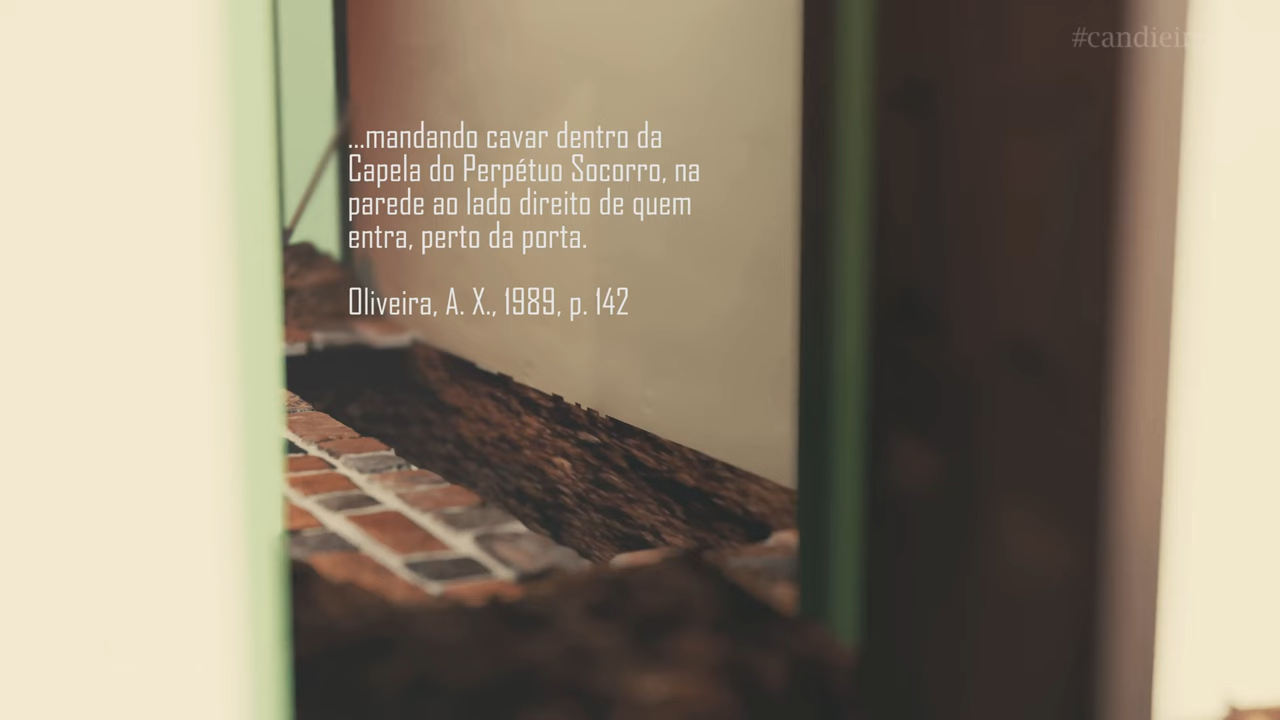 ...mandando cavar dentro da
Capela do Perpétuo Socorro, na
parede ao lado direito de quem
entra, perto da porta.
Oliveira, A. X., 1989, p. 142